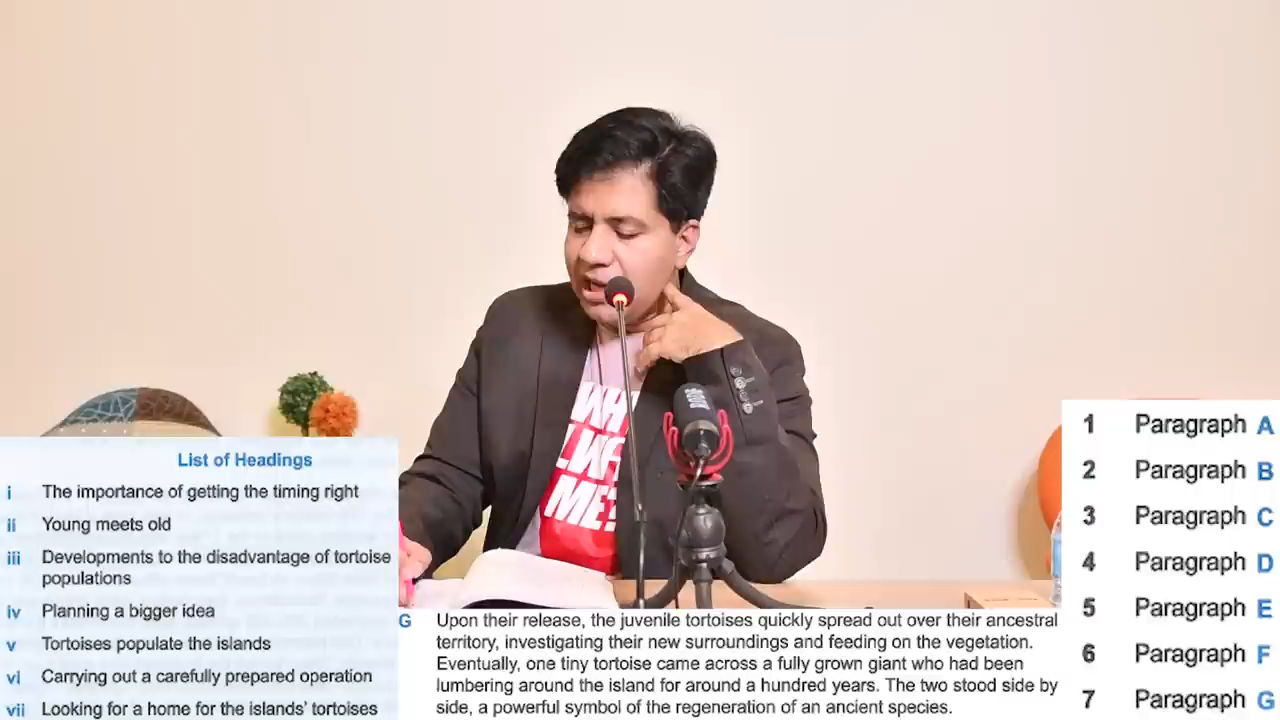 List of Headings
i The importance of getting the timing right
ii Young meets old
iii Developments to the disadvantage of tortoise
populations
iv Planning a bigger idea
v Tortoises populate the islands
vi Carrying out a carefully prepared operation
vii Looking for a home for the islands' tortoises
ME?
G Upon their release, the juvenile tortoises quickly spread out over their ancestral
territory, investigating their new surroundings and feeding on the vegetation.
Eventually, one tiny tortoise came across a fully grown giant who had been
lumbering around the island for around a hundred years. The two stood side by
side, a powerful symbol of the regeneration of an ancient species.
1 Paragraph A
2 Paragraph B
3 Paragraph C
4 Paragraph D
5 Paragraph E
6 Paragraph F
7 Paragraph G